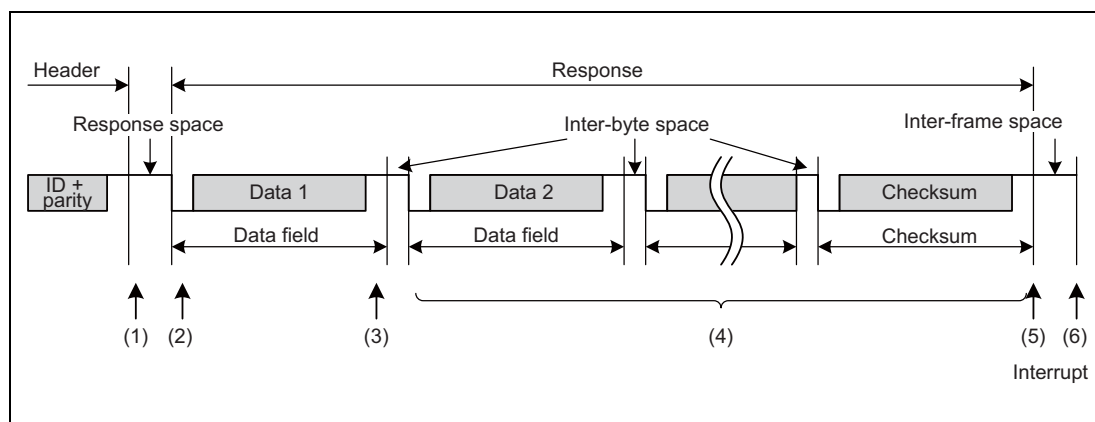 Header
Response
Response space
Inter-byte space
Inter-frame space
ID +
parity
Data 1
Data 2
Checksum
Data field
Data field
Checksum
(1)
(2)
(3)
(4)
(5)
(6)
Interrupt